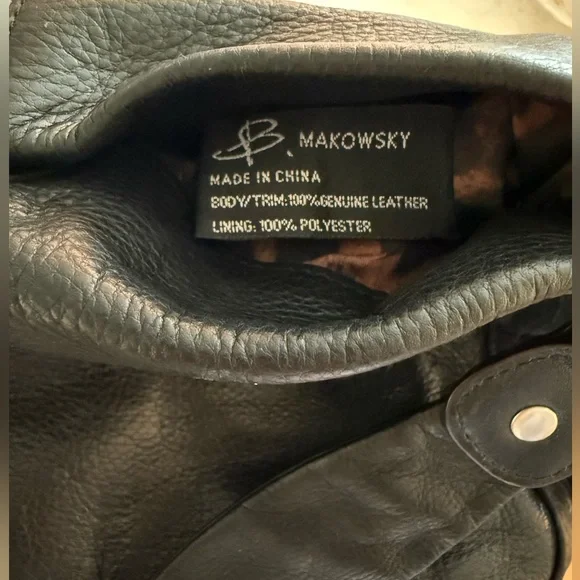 B. MAKOWSKY
MADE IN CHINA
BODY/TRIM:100%GENUINE LEATHER
LINING: 100% POLYESTER